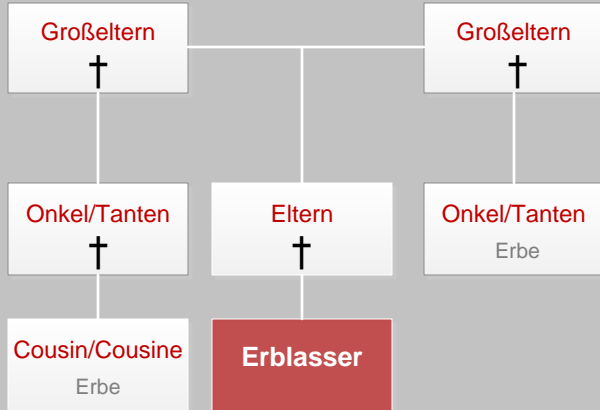 Großeltern
Großeltern
Onkel/Tanten
Eltern
Onkel/Tanten
Erbe
Cousin/Cousine
Erbe
Erblasser